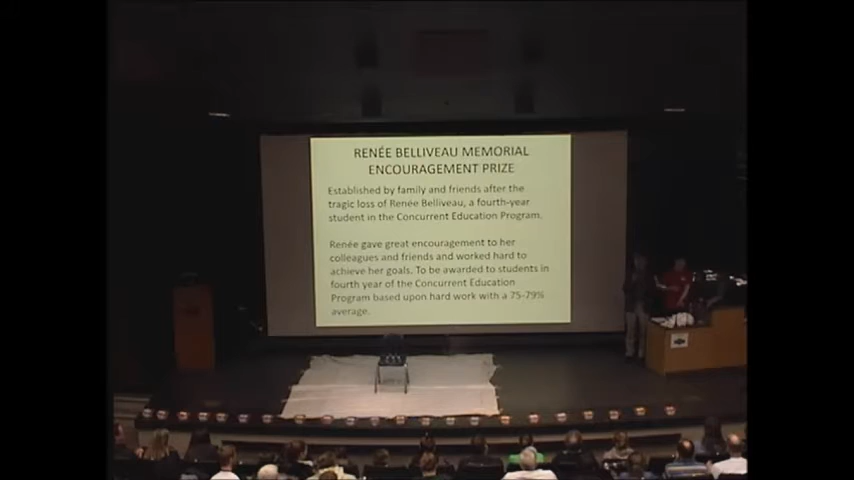 RENÉE BELLIVEAU MEMORIAL
ENCOURAGEMENT PRIZE
Established by family and friends after the
tragic loss of Renée Belliveau, a fourth-year
student in the Concurrent Education Program.
Renée gave great encouragement to her
colleagues and friends and worked hard to
achieve her goals. To be awarded to students in
fourth year of the Concurrent Education
Program based upon hard work with a 75-79%
average.